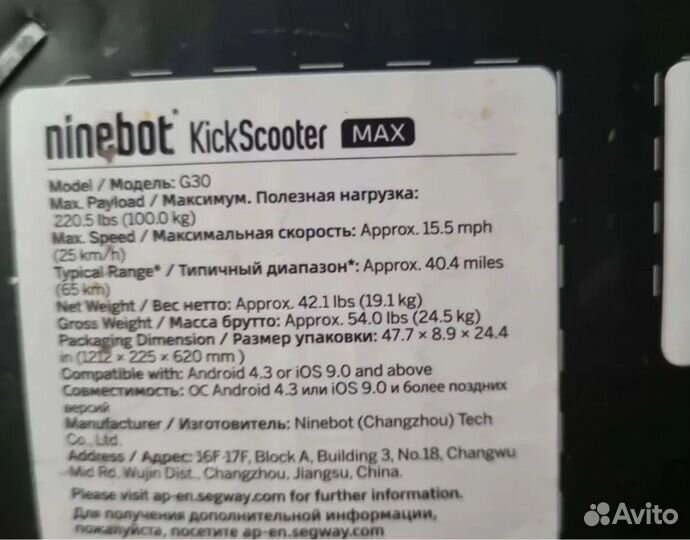 ninebot KickScooter MAX
Model / Модель: G30
Max. Payload / Максимум. Полезная нагрузка:
220.5 lbs (100.0 kg)
Max. Speed / Максимальная скорость: Approx. 15.5 mph
(25 km/h)
Typical Range* / Типичный диапазон*: Approx. 40.4 miles
(65 km)
Net Weight / Вес нетто: Approx. 42.1 lbs (19.1 kg)
Gross Weight / Масса брутто: Approx. 54.0 lbs (24.5 kg)
Packaging Dimension / Размер упаковки: 47.7 × 8.9 × 24.4
in (1212 × 225 × 620 mm )
Compatible with: Android 4.3 or iOS 9.0 and above
Совместимость: ОС Android 4.3 или iOS 9.0 и более поздних
версий
Manufacturer / Изготовитель: Ninebot (Changzhou) Tech
Co., Ltd.
Address / Адрес: 16F-17F, Block A, Building 3, No.18, Changwu
Mid Rd, Wujin Dist., Changzhou, Jiangsu, China.
Please visit ap-en.segway.com for further information.
Для получения дополнительной информации,
пожалуйста, посетите ap-en.segway.com
Avito